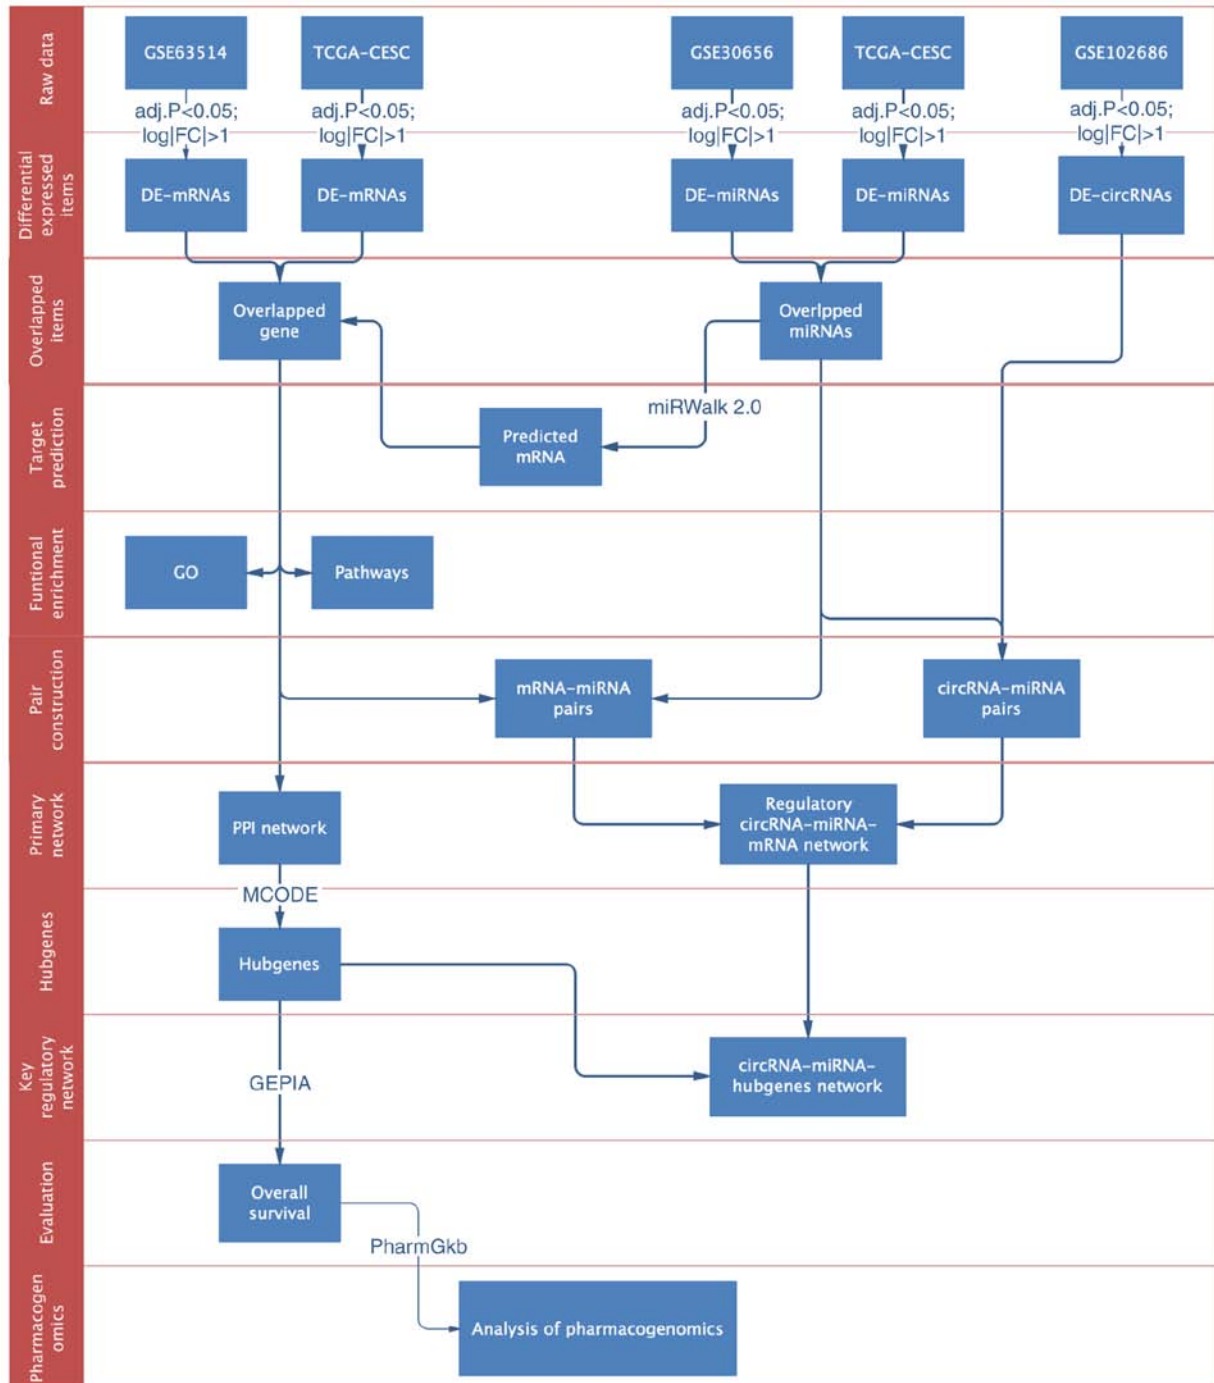 Raw data
GSE63514
TCGA-CESC
GSE30656
TCGA-CESC
GSE102686
adj.P<0.05;
log|FC|>1
adj.P<0.05;
log|FC|>1
adj.P<0.05;
log|FC|>1
adj.P<0.05;
log|FC|>1
adj.P<0.05;
log|FC|>1
Differential
expressed
items
DE-mRNAs
DE-mRNAs
DE-miRNAs
DE-miRNAs
DE-circRNAs
Overlapped
items
Overlapped
gene
Overlpped
miRNAs
Target
prediction
miRWalk 2.0
Predicted
mRNA
Funtional
enrichment
GO
Pathways
Pair
construction
mRNA-miRNA
pairs
circRNA-miRNA
pairs
Primary
network
PPI network
Regulatory
circRNA-miRNA-
mRNA network
MCODE
Hubgenes
Hubgenes
Key
regulatory
network
GEPIA
circRNA-miRNA-
hubgenes network
Evaluation
Overall
survival
PharmGkb
Pharmacogen
omics
Analysis of pharmacogenomics